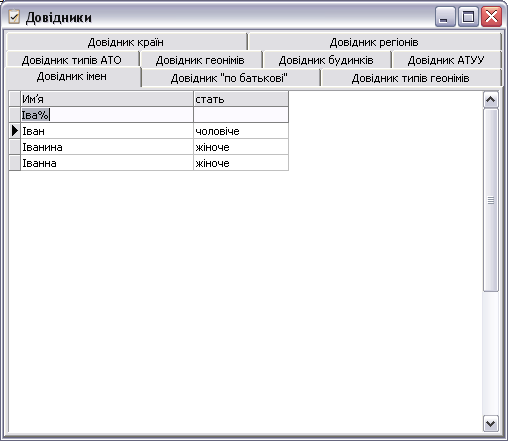 Довідники
Довідник країн Довідник регіонів
Довідник типів АТО Довідник геонімів Довідник будинків Довідник АТУУ
Довідник імен Довідник "по батькові" Довідник типів геонімів
Им'я стать
Іва%
Іван чоловіче
Іванина жіноче
Іванна жіноче